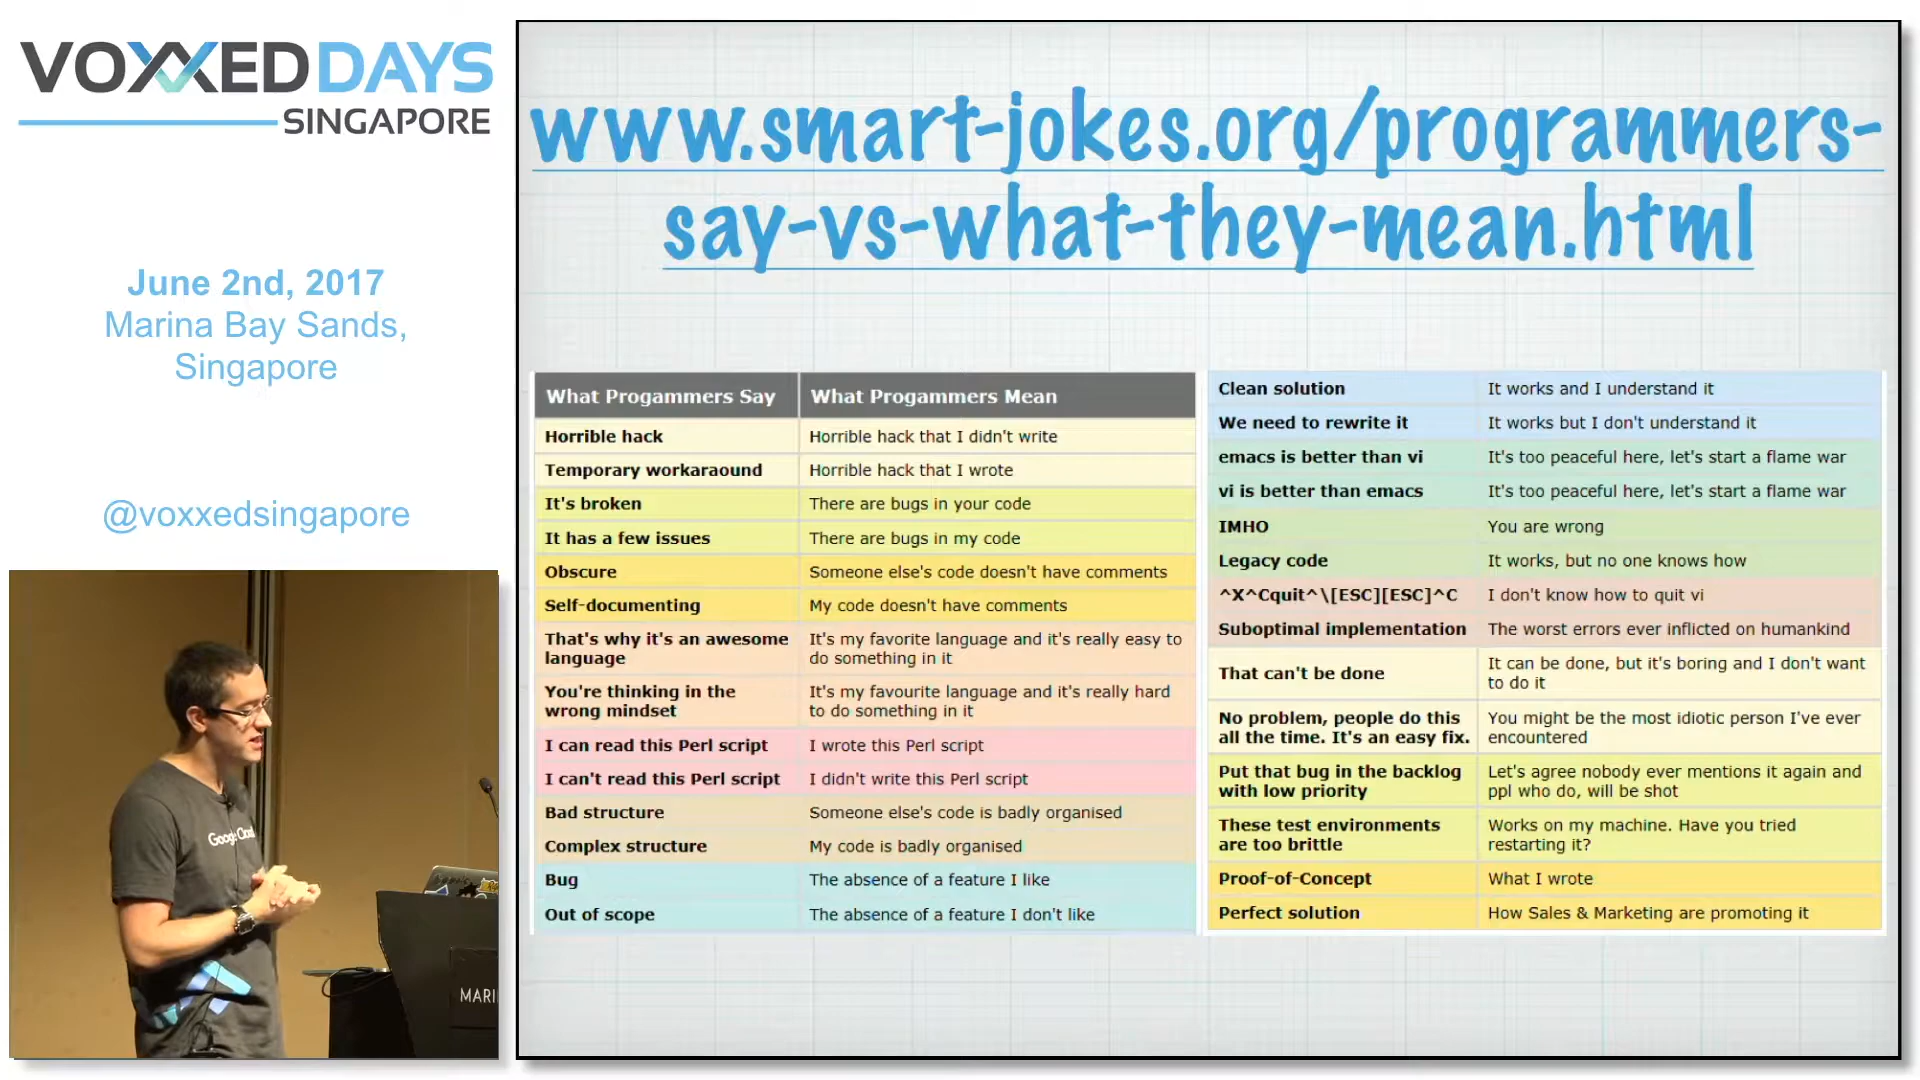 VOXXED DAYS
SINGAPORE
June 2nd, 2017
Marina Bay Sands,
Singapore
@voxxedsingapore
Google Cloud
MARI
www.smart-jokes.org/programmers-
say-vs-what-they-mean.html
What Progammers Say What Progammers Mean
Horrible hack Horrible hack that I didn't write
Temporary workaraound Horrible hack that I wrote
It's broken There are bugs in your code
It has a few issues There are bugs in my code
Obscure Someone else's code doesn't have comments
Self-documenting My code doesn't have comments
That's why it's an awesome
language
It's my favorite language and it's really easy to
do something in it
You're thinking in the
wrong mindset
It's my favourite language and it's really hard
to do something in it
I can read this Perl script I wrote this Perl script
I can't read this Perl script I didn't write this Perl script
Bad structure Someone else's code is badly organised
Complex structure My code is badly organised
Bug The absence of a feature I like
Out of scope The absence of a feature I don't like
Clean solution It works and I understand it
We need to rewrite it It works but I don't understand it
emacs is better than vi It's too peaceful here, let's start a flame war
vi is better than emacs It's too peaceful here, let's start a flame war
IMHO You are wrong
Legacy code It works, but no one knows how
^X^Cquit^\[ESC][ESC]^C I don't know how to quit vi
Suboptimal implementation The worst errors ever inflicted on humankind
That can't be done
It can be done, but it's boring and I don't want
to do it
No problem, people do this
all the time. It's an easy fix.
You might be the most idiotic person I've ever
encountered
Put that bug in the backlog
with low priority
Let's agree nobody ever mentions it again and
ppl who do, will be shot
These test environments
are too brittle
Works on my machine. Have you tried
restarting it?
Proof-of-Concept What I wrote
Perfect solution How Sales & Marketing are promoting it